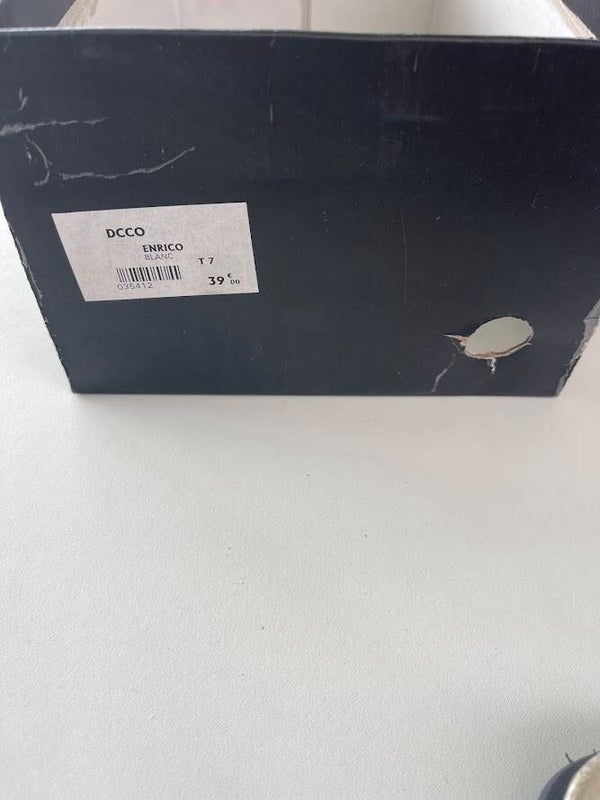 DCCO
ENRICO
BLANC
T 7
035412
39 € 00